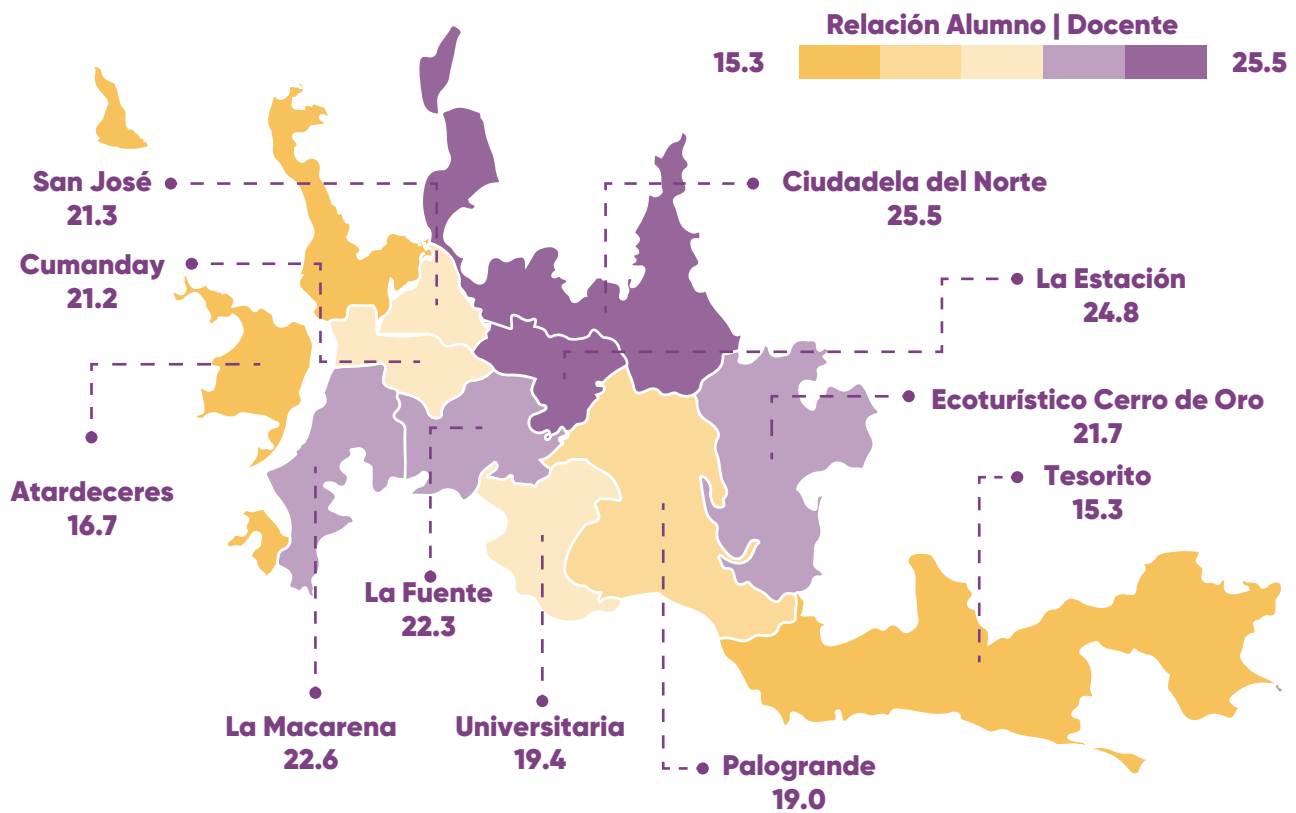 Relación Alumno | Docente
15.3
25.5
San José
21.3
Ciudadela del Norte
25.5
Cumanday
21.2
La Estación
24.8
Ecoturístico Cerro de Oro
21.7
Atardeceres
16.7
Tesorito
15.3
La Fuente
22.3
La Macarena
22.6
Universitaria
19.4
Palogrande
19.0